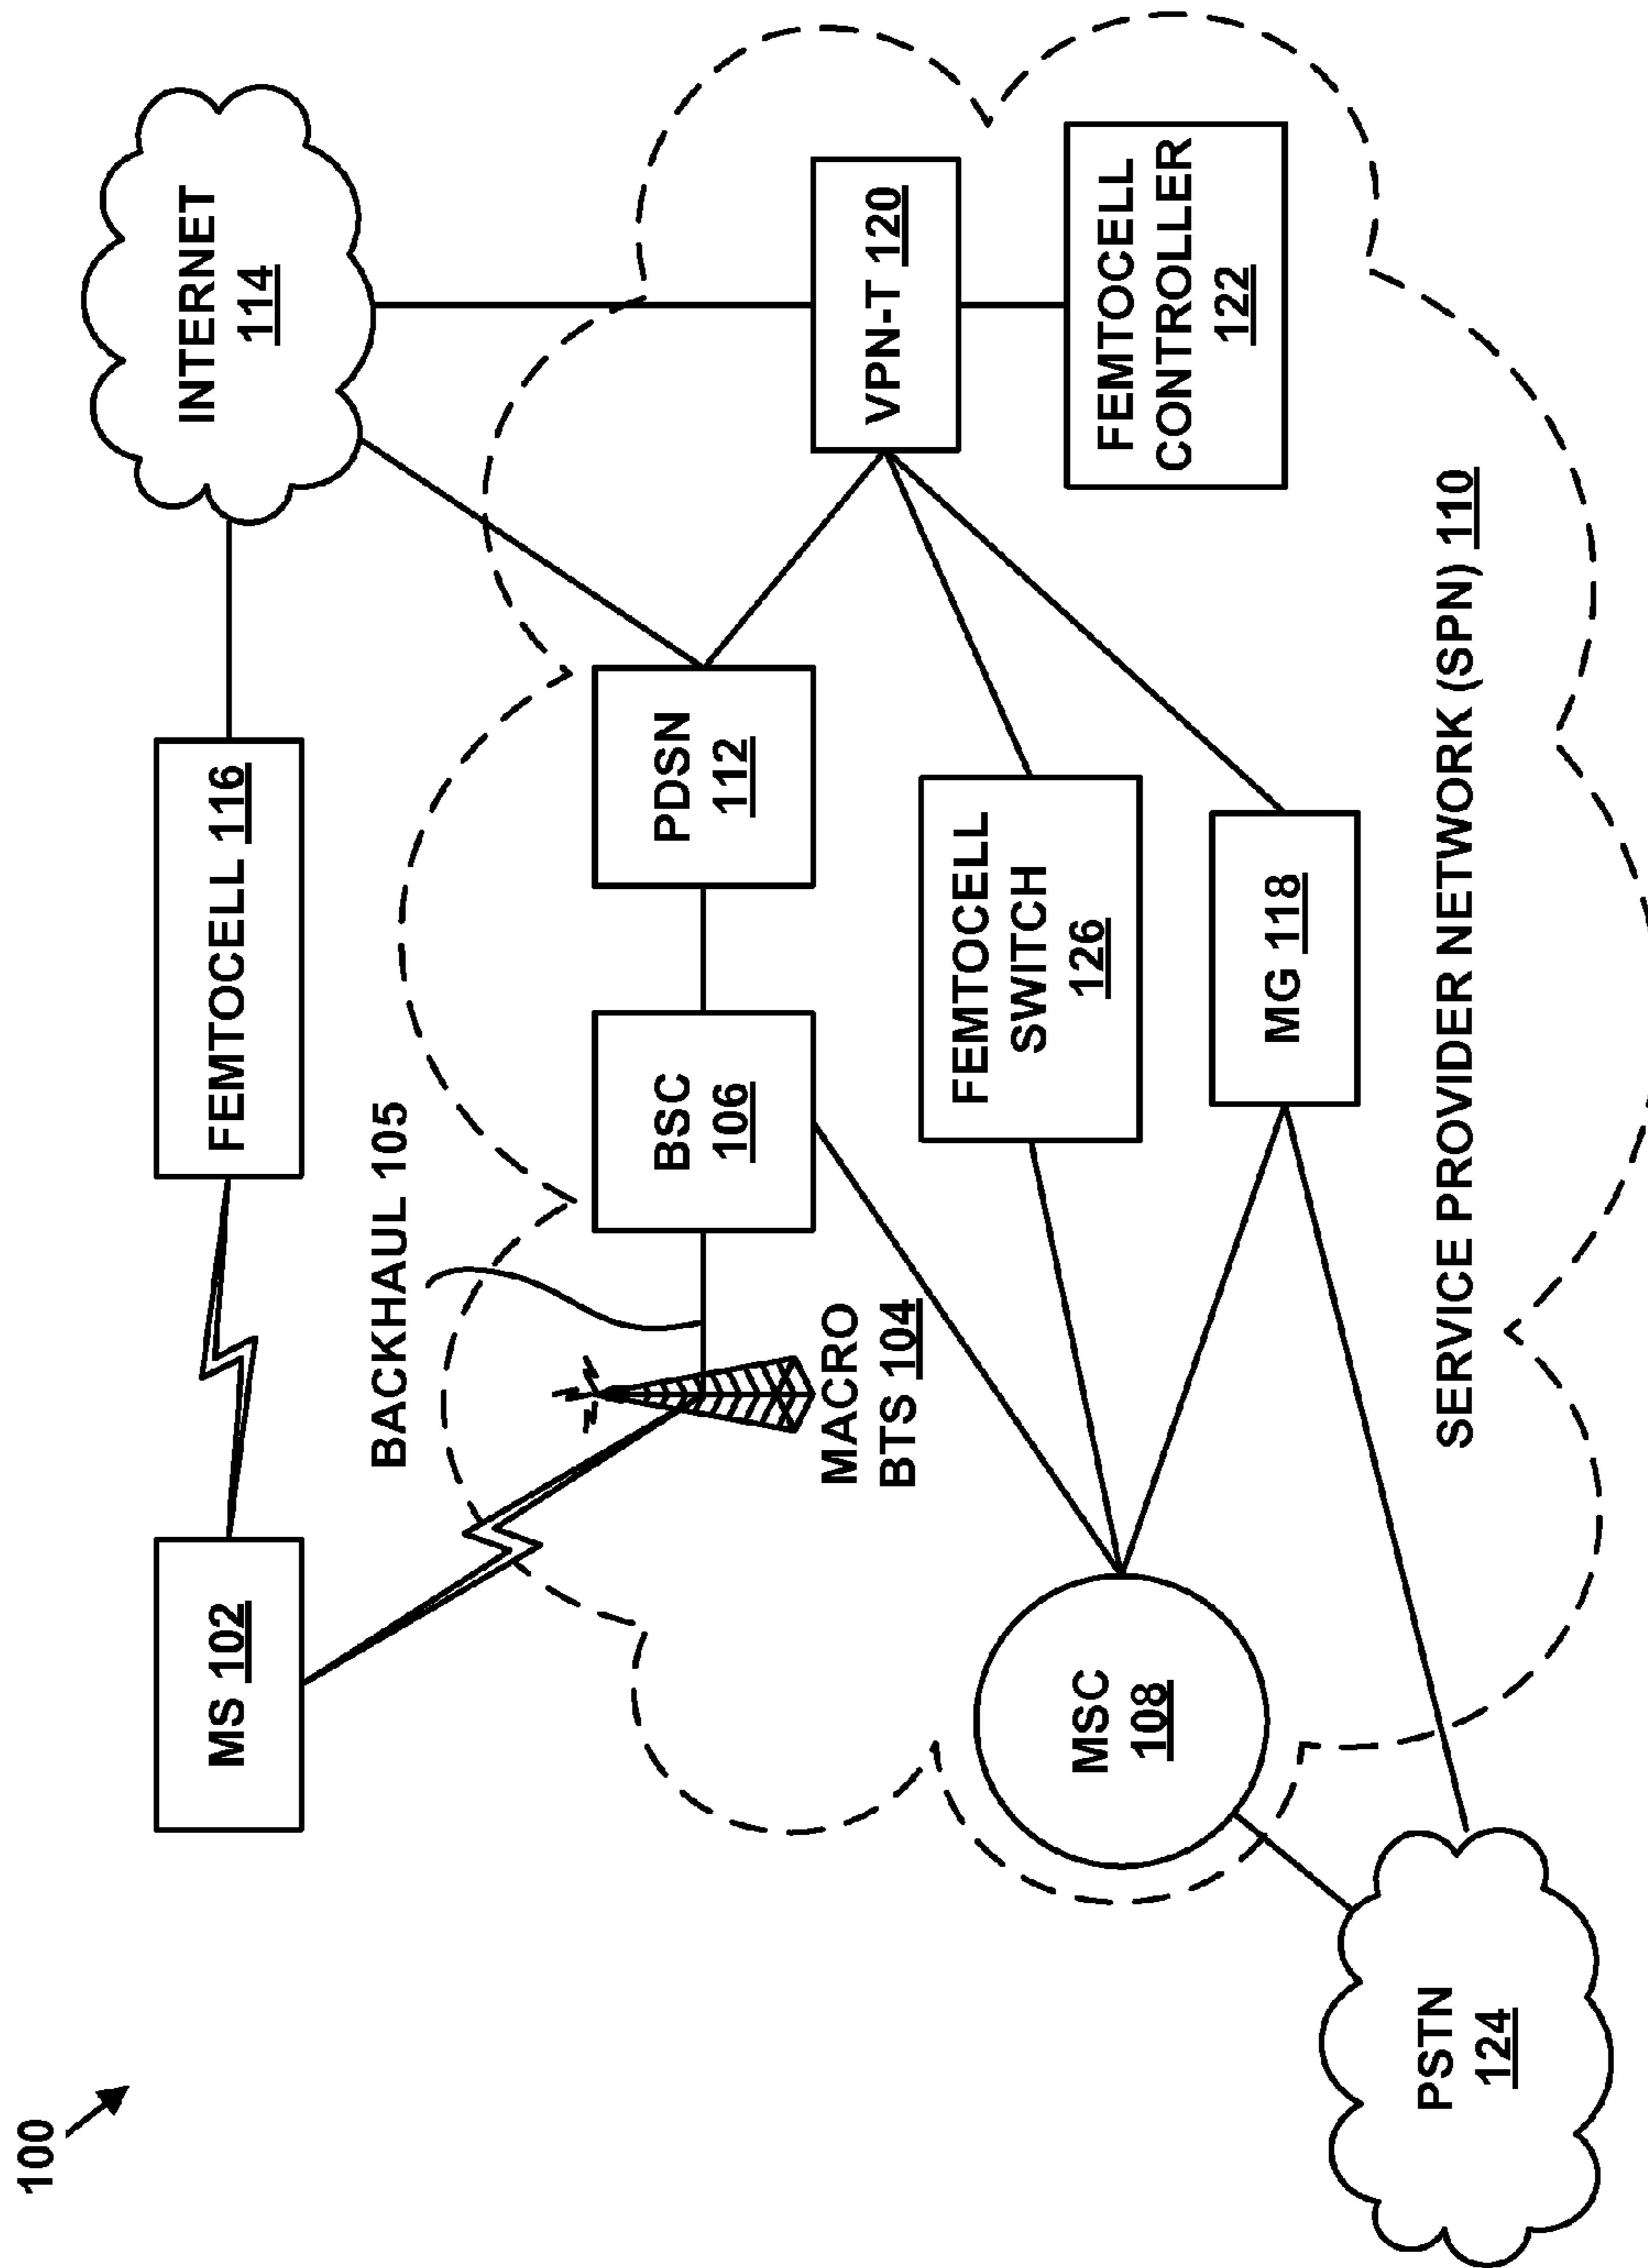 100
MS 102
FEMTOCELL 116
INTERNET
114
BACKHAUL 105
MACRO
BTS 104
BSC
106
PDSN
112
VPN-T 120
FEMTOCELL
CONTROLLER
122
FEMTOCELL
SWITCH
126
MSC
108
MG 118
PSTN
124
SERVICE PROVIDER NETWORK (SPN) 110